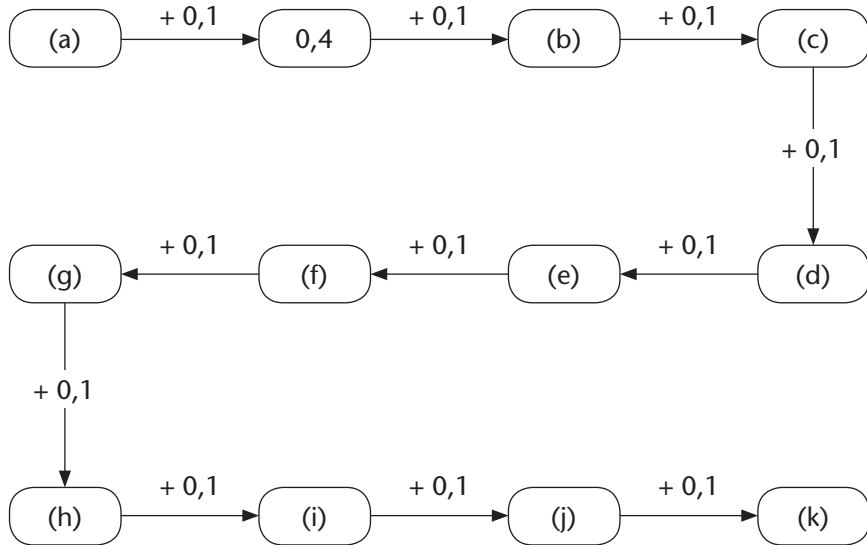 + 0,1 + 0,1 + 0,1
(a) 0,4 (b) (c)
+ 0,1
+ 0,1 + 0,1 + 0,1
(g) (f) (e) (d)
+ 0,1
+ 0,1 + 0,1 + 0,1
(h) (i) (j) (k)